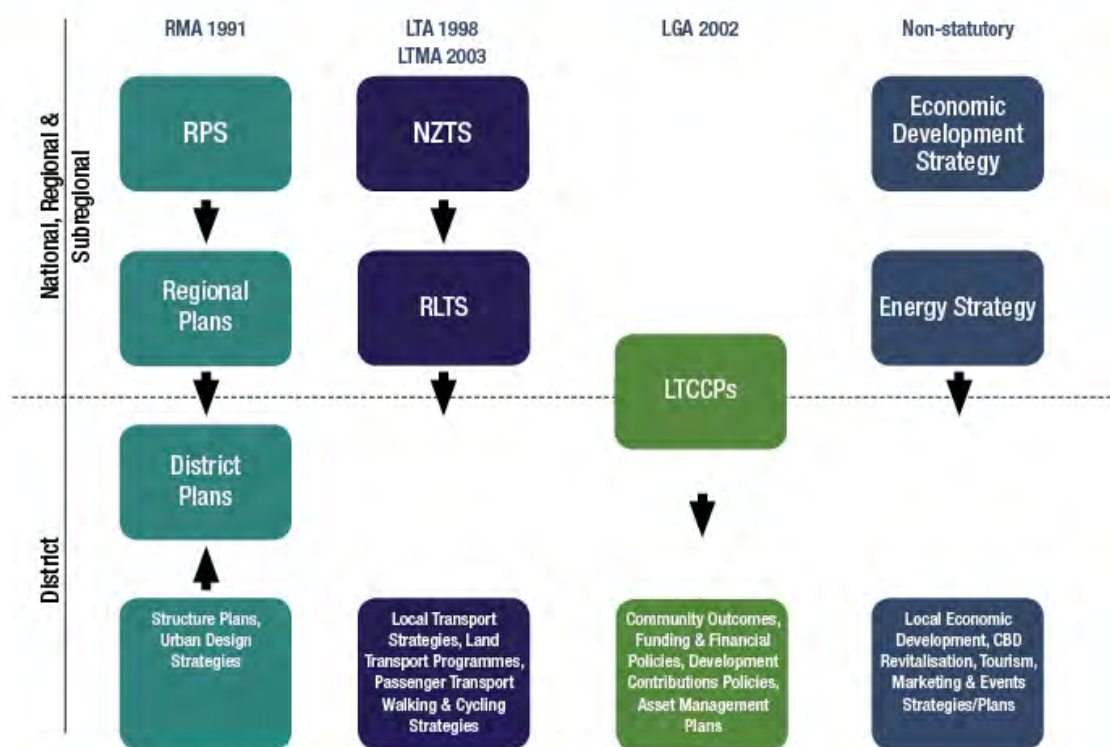 RMA 1991
LTA 1998
LTMA 2003
LGA 2002
Non-statutory
National, Regional &
Subregional
RPS
NZTS
Economic
Development
Strategy
Regional
Plans
RLTS
Energy Strategy
LTCCPs
District
District
Plans
Structure Plans,
Urban Design
Strategies
Local Transport
Strategies, Land
Transport Programmes,
Passenger Transport
Walking & Cycling
Strategies
Community Outcomes,
Funding & Financial
Policies, Development
Contributions Policies,
Asset Management
Plans
Local Economic
Development, CBD
Revitalisation, Tourism,
Marketing & Events
Strategies/Plans